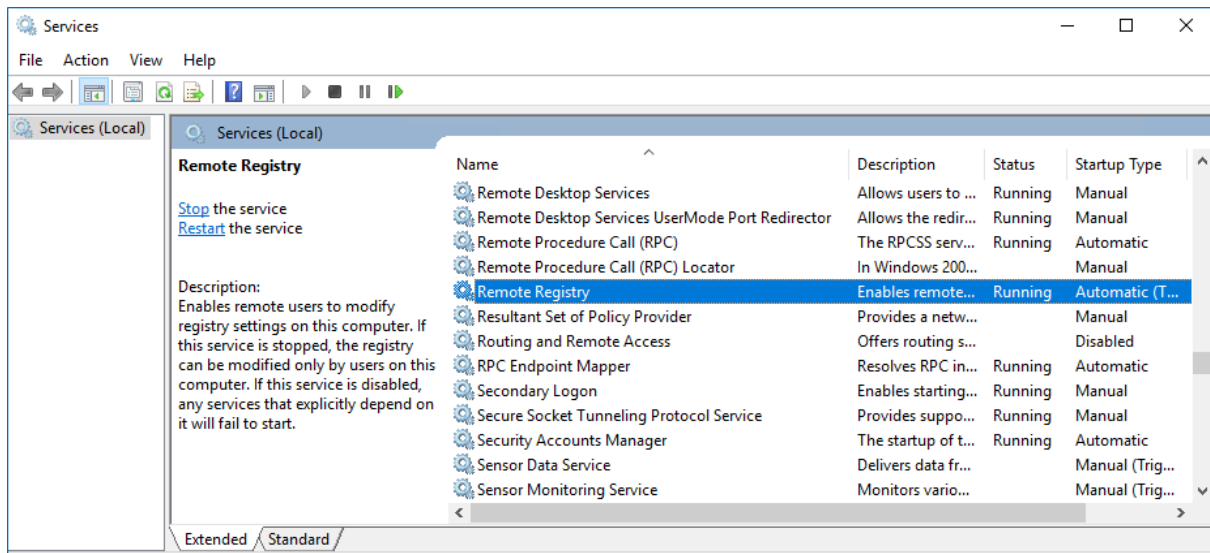 Services
File Action View Help
Services (Local)
Services (Local)
Remote Registry
Stop the service
Restart the service
Description:
Enables remote users to modify
registry settings on this computer. If
this service is stopped, the registry
can be modified only by users on this
computer. If this service is disabled,
any services that explicitly depend on
it will fail to start.
Name Description Status Startup Type
Remote Desktop Services Allows users to ... Running Manual
Remote Desktop Services UserMode Port Redirector Allows the redir... Running Manual
Remote Procedure Call (RPC) The RPCSS serv... Running Automatic
Remote Procedure Call (RPC) Locator In Windows 200... Manual
Remote Registry Enables remote... Running Automatic (T...
Resultant Set of Policy Provider Provides a netw... Manual
Routing and Remote Access Offers routing s... Disabled
RPC Endpoint Mapper Resolves RPC in... Running Automatic
Secondary Logon Enables starting... Running Manual
Secure Socket Tunneling Protocol Service Provides suppo... Running Manual
Security Accounts Manager The startup of t... Running Automatic
Sensor Data Service Delivers data fr... Manual (Trig...
Sensor Monitoring Service Monitors vario... Manual (Trig...
Extended Standard